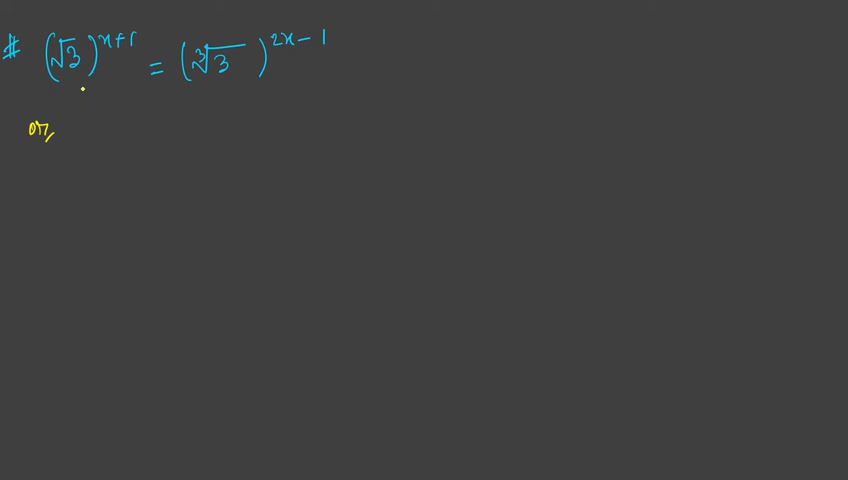 # (√3)^(x+1) = (∛3)^(2x-1)
or,